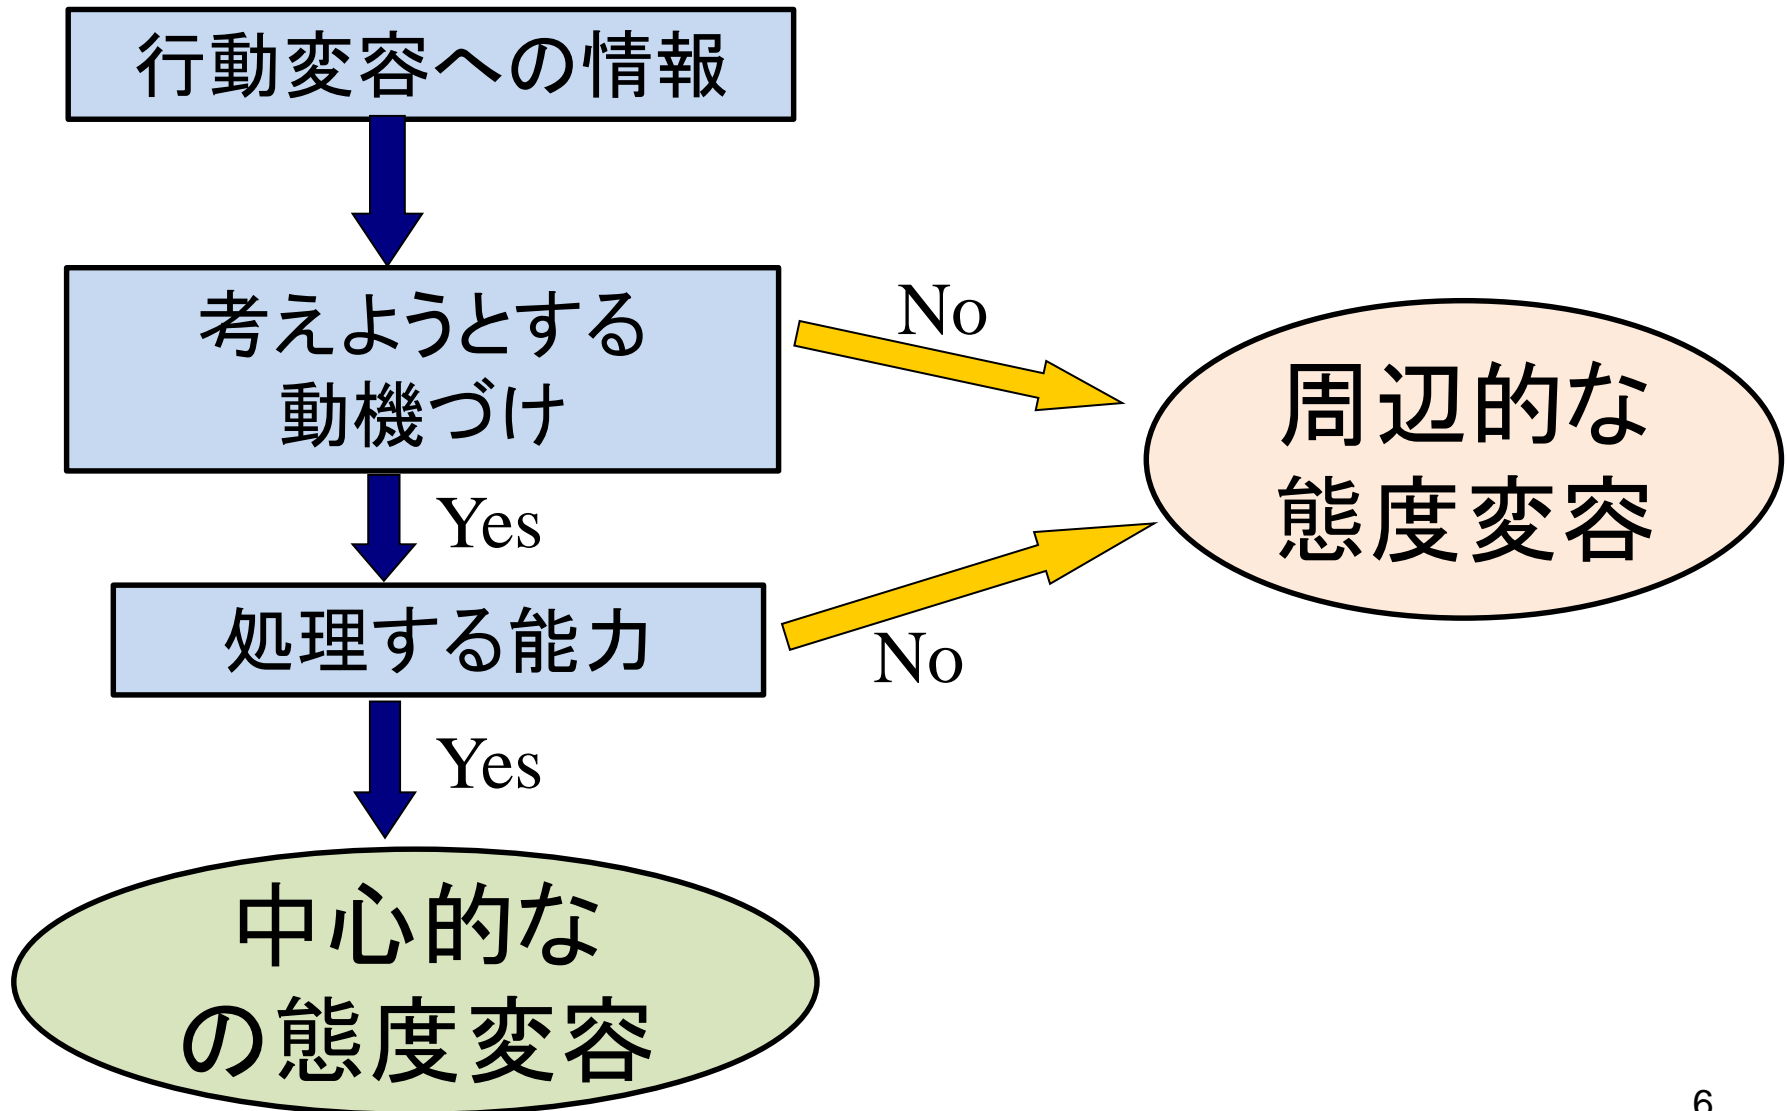 行動変容への情報
考えようとする
動機づけ
No
周辺的な
態度変容
Yes
処理する能力
No
Yes
中心的な
の態度変容
6